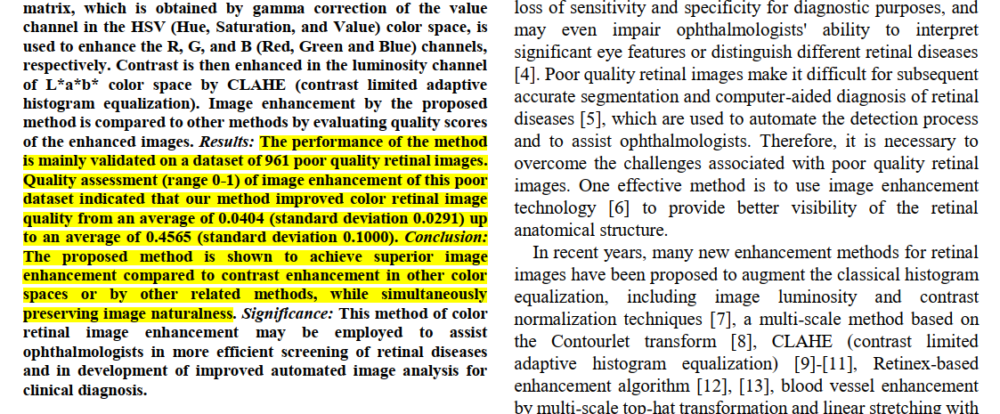 matrix, which is obtained by gamma correction of the value
channel in the HSV (Hue, Saturation, and Value) color space, is
used to enhance the R, G, and B (Red, Green and Blue) channels,
respectively. Contrast is then enhanced in the luminosity channel
of L*a*b* color space by CLAHE (contrast limited adaptive
histogram equalization). Image enhancement by the proposed
method is compared to other methods by evaluating quality scores
of the enhanced images. Results: The performance of the method
is mainly validated on a dataset of 961 poor quality retinal images.
Quality assessment (range 0-1) of image enhancement of this poor
dataset indicated that our method improved color retinal image
quality from an average of 0.0404 (standard deviation 0.0291) up
to an average of 0.4565 (standard deviation 0.1000). Conclusion:
The proposed method is shown to achieve superior image
enhancement compared to contrast enhancement in other color
spaces or by other related methods, while simultaneously
preserving image naturalness. Significance: This method of color
retinal image enhancement may be employed to assist
ophthalmologists in more efficient screening of retinal diseases
and in development of improved automated image analysis for
clinical diagnosis.
loss of sensitivity and specificity for diagnostic purposes, and
may even impair ophthalmologists' ability to interpret
significant eye features or distinguish different retinal diseases
[4]. Poor quality retinal images make it difficult for subsequent
accurate segmentation and computer-aided diagnosis of retinal
diseases [5], which are used to automate the detection process
and to assist ophthalmologists. Therefore, it is necessary to
overcome the challenges associated with poor quality retinal
images. One effective method is to use image enhancement
technology [6] to provide better visibility of the retinal
anatomical structure.
In recent years, many new enhancement methods for retinal
images have been proposed to augment the classical histogram
equalization, including image luminosity and contrast
normalization techniques [7], a multi-scale method based on
the Contourlet transform [8], CLAHE (contrast limited
adaptive histogram equalization) [9]-[11], Retinex-based
enhancement algorithm [12], [13], blood vessel enhancement
by multi-scale top-hat transformation and linear stretching with